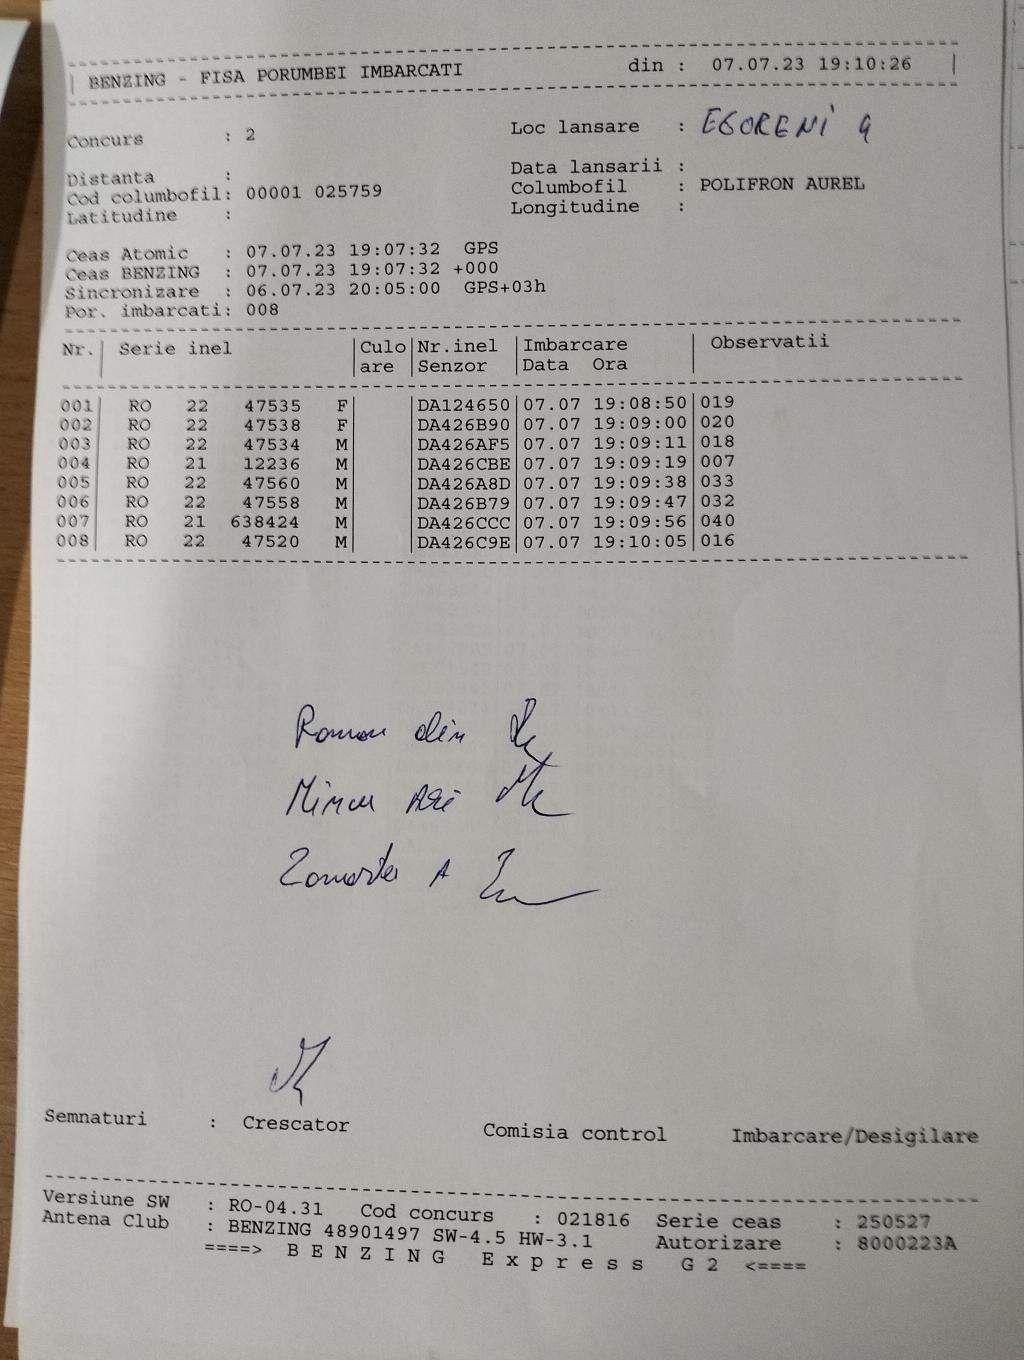 BENZING - FISA PORUMBEI IMBARCATI din : 07.07.23 19:10:26
Concurs : 2 Loc lansare : EGORENI 9
Distanta : Data lansarii :
Cod columbofil: 00001 025759 Columbofil : POLIFRON AUREL
Latitudine : Longitudine :
Ceas Atomic : 07.07.23 19:07:32 GPS
Ceas BENZING : 07.07.23 19:07:32 +000
Sincronizare : 06.07.23 20:05:00 GPS+03h
Por. imbarcati: 008
Nr. Serie inel Culo Nr.inel Imbarcare Observatii
are Senzor Data Ora
001 RO 22 47535 F DA124650 07.07 19:08:50 019
002 RO 22 47538 F DA426B90 07.07 19:09:00 020
003 RO 22 47534 M DA426AF5 07.07 19:09:11 018
004 RO 21 12236 M DA426CBE 07.07 19:09:19 007
005 RO 22 47560 M DA426A8D 07.07 19:09:38 033
006 RO 22 47558 M DA426B79 07.07 19:09:47 032
007 RO 21 638424 M DA426CCC 07.07 19:09:56 040
008 RO 22 47520 M DA426C9E 07.07 19:10:05 016
Semnaturi : Crescator Comisia control Imbarcare/Desigilare
Versiune SW : RO-04.31 Cod concurs : 021816 Serie ceas : 250527
Antena Club : BENZING 48901497 SW-4.5 HW-3.1 Autorizare : 8000223A
====> B E N Z I N G E x p r e s s G 2 <====